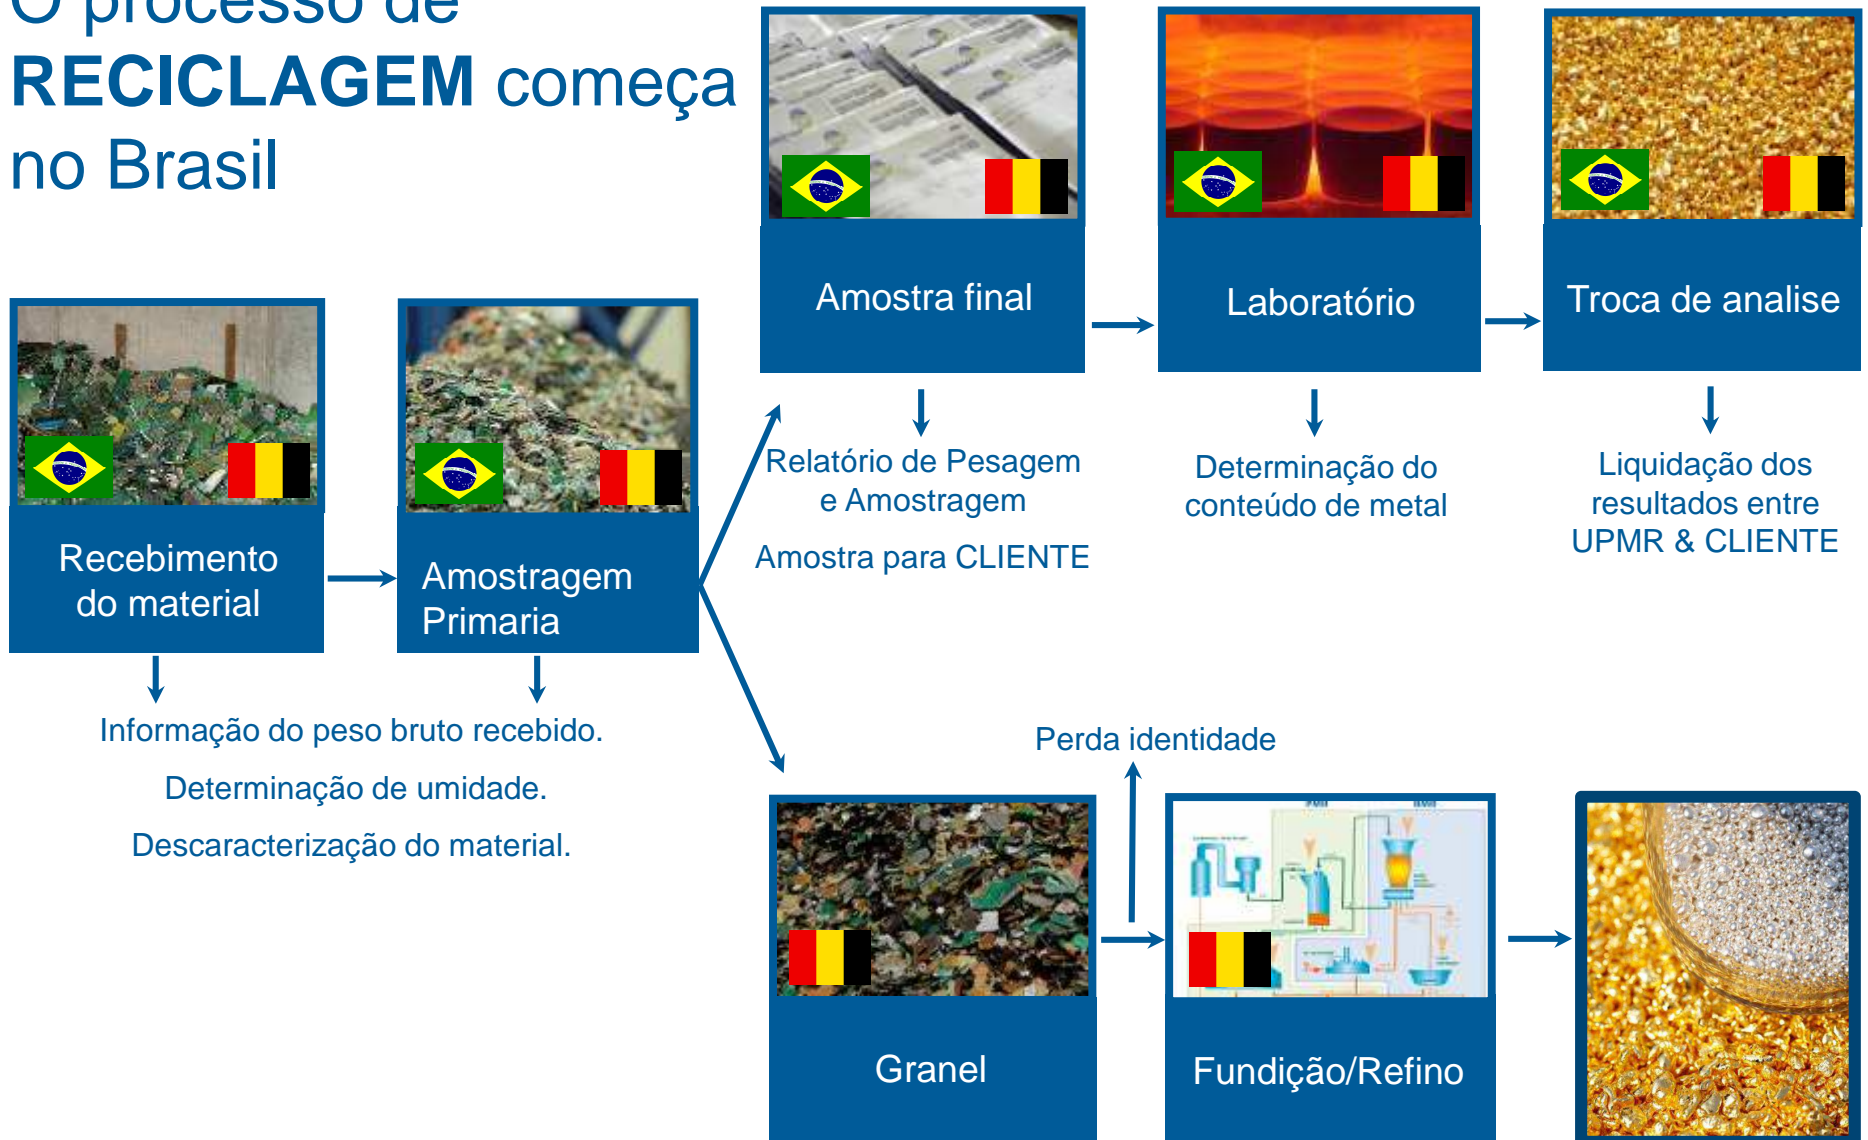 O processo de
RECICLAGEM começa
no Brasil
Amostra final
Laboratório
Troca de analise
Relatório de Pesagem
e Amostragem
Amostra para CLIENTE
Determinação do
conteúdo de metal
Liquidação dos
resultados entre
UPMR & CLIENTE
Recebimento
do material
Amostragem
Primaria
Informação do peso bruto recebido.
Determinação de umidade.
Descaracterização do material.
Perda identidade
Granel
Fundição/Refino